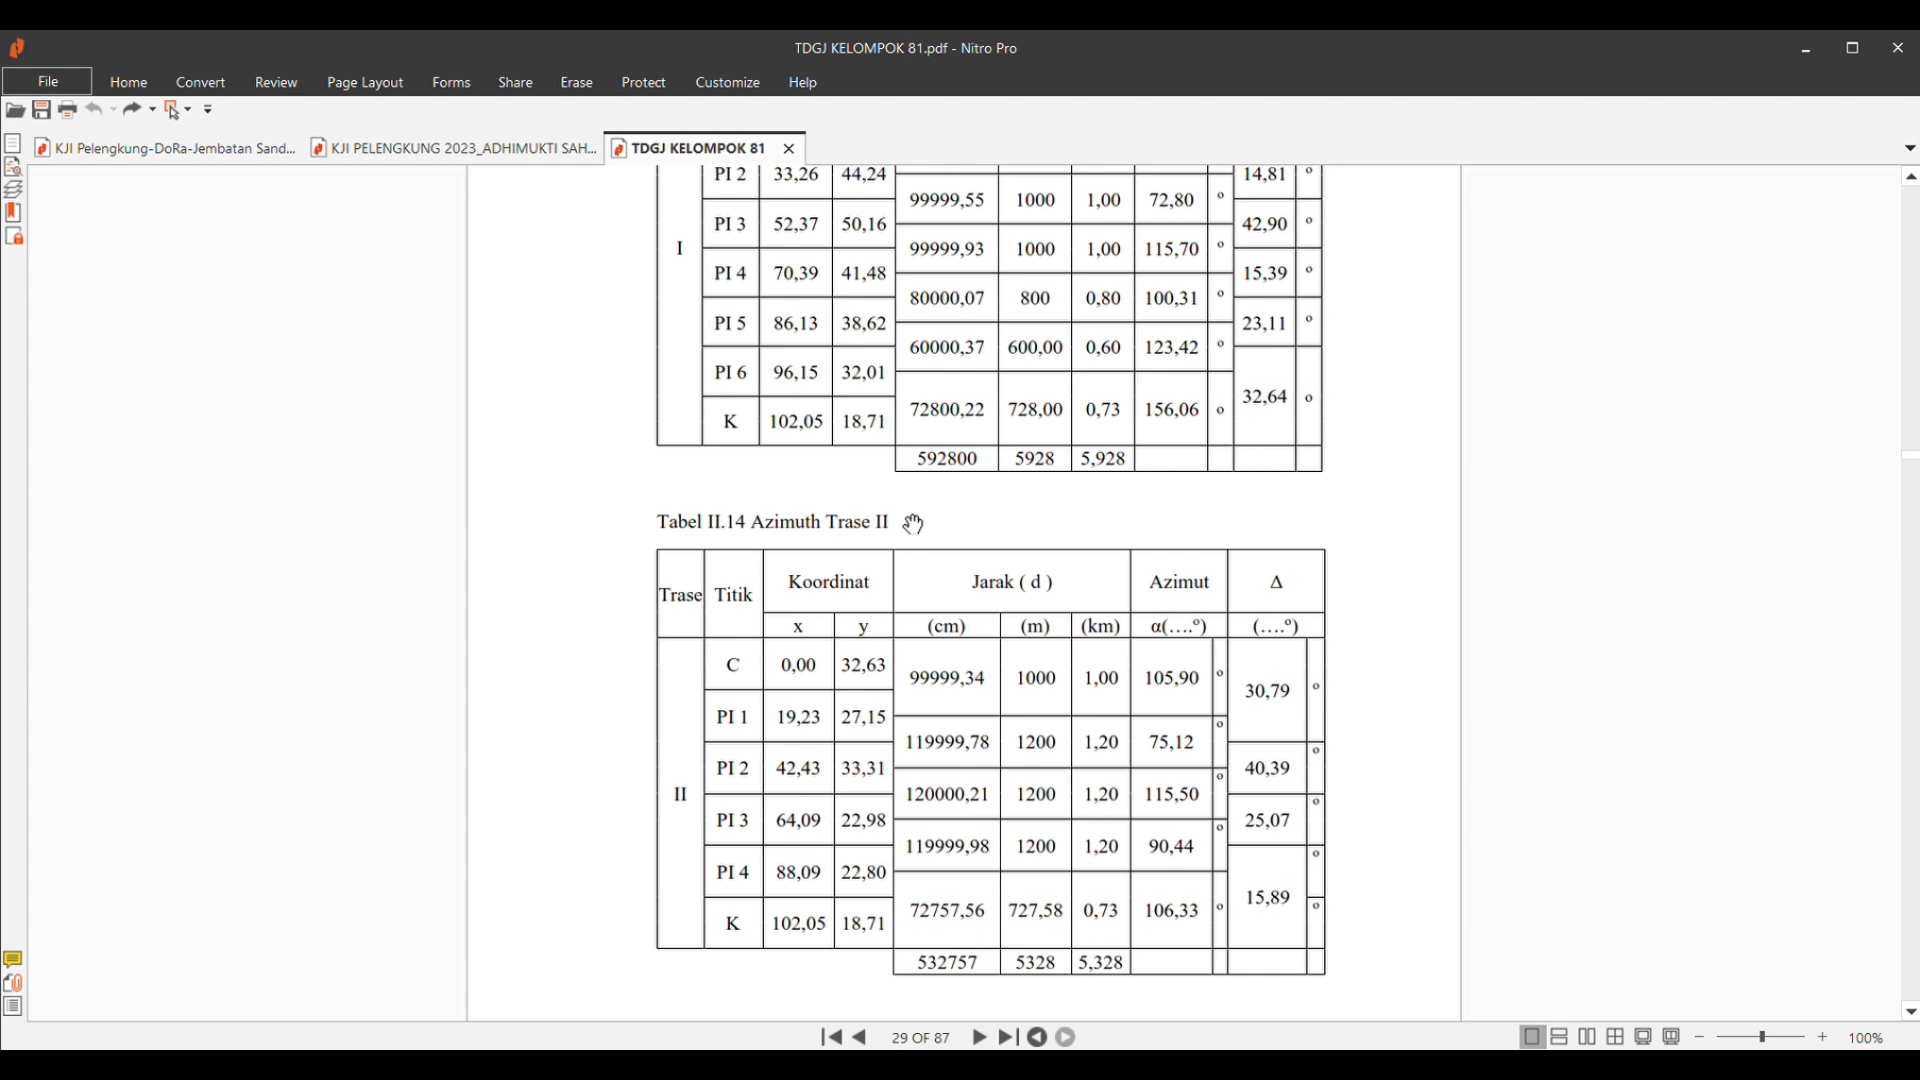 TDGJ KELOMPOK 81.pdf - Nitro Pro
File Home Convert Review Page Layout Forms Share Erase Protect Customize Help
KJI Pelengkung-DoRa-Jembatan Sand... KJI PELENGKUNG 2023_ADHIMUKTI SAH... TDGJ KELOMPOK 81
PI 2 33,26 44,24 14,81 º
99999,55 1000 1,00 72,80 º
PI 3 52,37 50,16 42,90 º
I 99999,93 1000 1,00 115,70 º
PI 4 70,39 41,48 15,39 º
80000,07 800 0,80 100,31 º
PI 5 86,13 38,62 23,11 º
60000,37 600,00 0,60 123,42 º
PI 6 96,15 32,01 32,64 º
72800,22 728,00 0,73 156,06 º
K 102,05 18,71
592800 5928 5,928
Tabel II.14 Azimuth Trase II
Trase Titik Koordinat Jarak ( d ) Azimut Δ
x y (cm) (m) (km) α(....º) (....º)
C 0,00 32,63
99999,34 1000 1,00 105,90 º 30,79 º
PI 1 19,23 27,15
119999,78 1200 1,20 75,12 º
PI 2 42,43 33,31 40,39 º
II 120000,21 1200 1,20 115,50 º
PI 3 64,09 22,98 25,07 º
119999,98 1200 1,20 90,44 º
PI 4 88,09 22,80 15,89 º
72757,56 727,58 0,73 106,33 º º
K 102,05 18,71
532757 5328 5,328
29 OF 87 100%